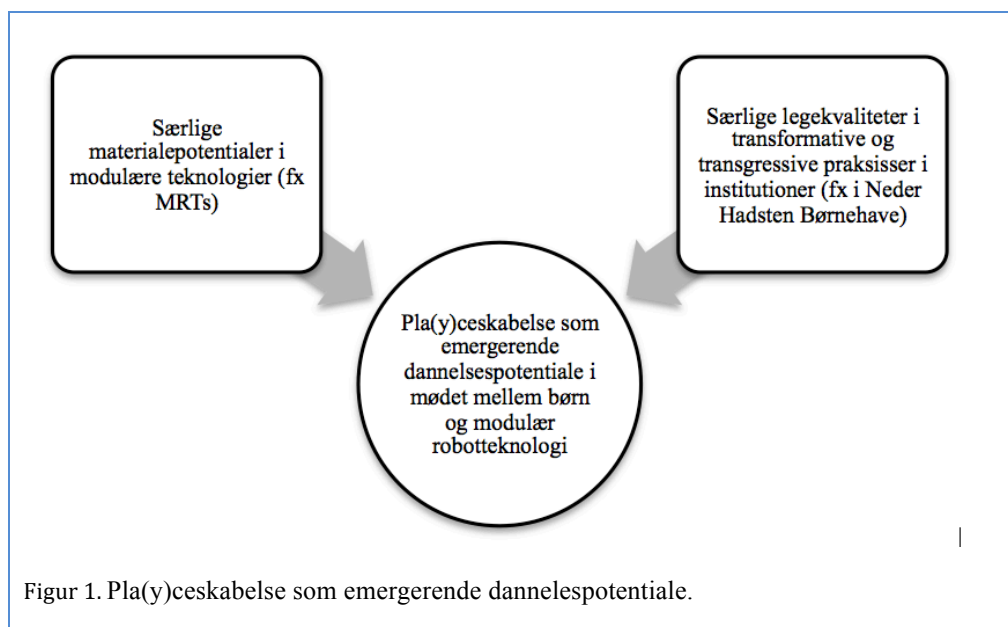 Særlige
materialepotentialer i
modulære teknologier (fx
MRTs)
Særlige legekvaliteter i
transformative og
transgressive praksisser i
institutioner (fx i Neder
Hadsten Børnehave)
Pla(y)ceskabelse som
emergerende
dannelsespotentiale i
mødet mellem børn
og modulær
robotteknologi
Figur 1. Pla(y)ceskabelse som emergerende dannelespotentiale.